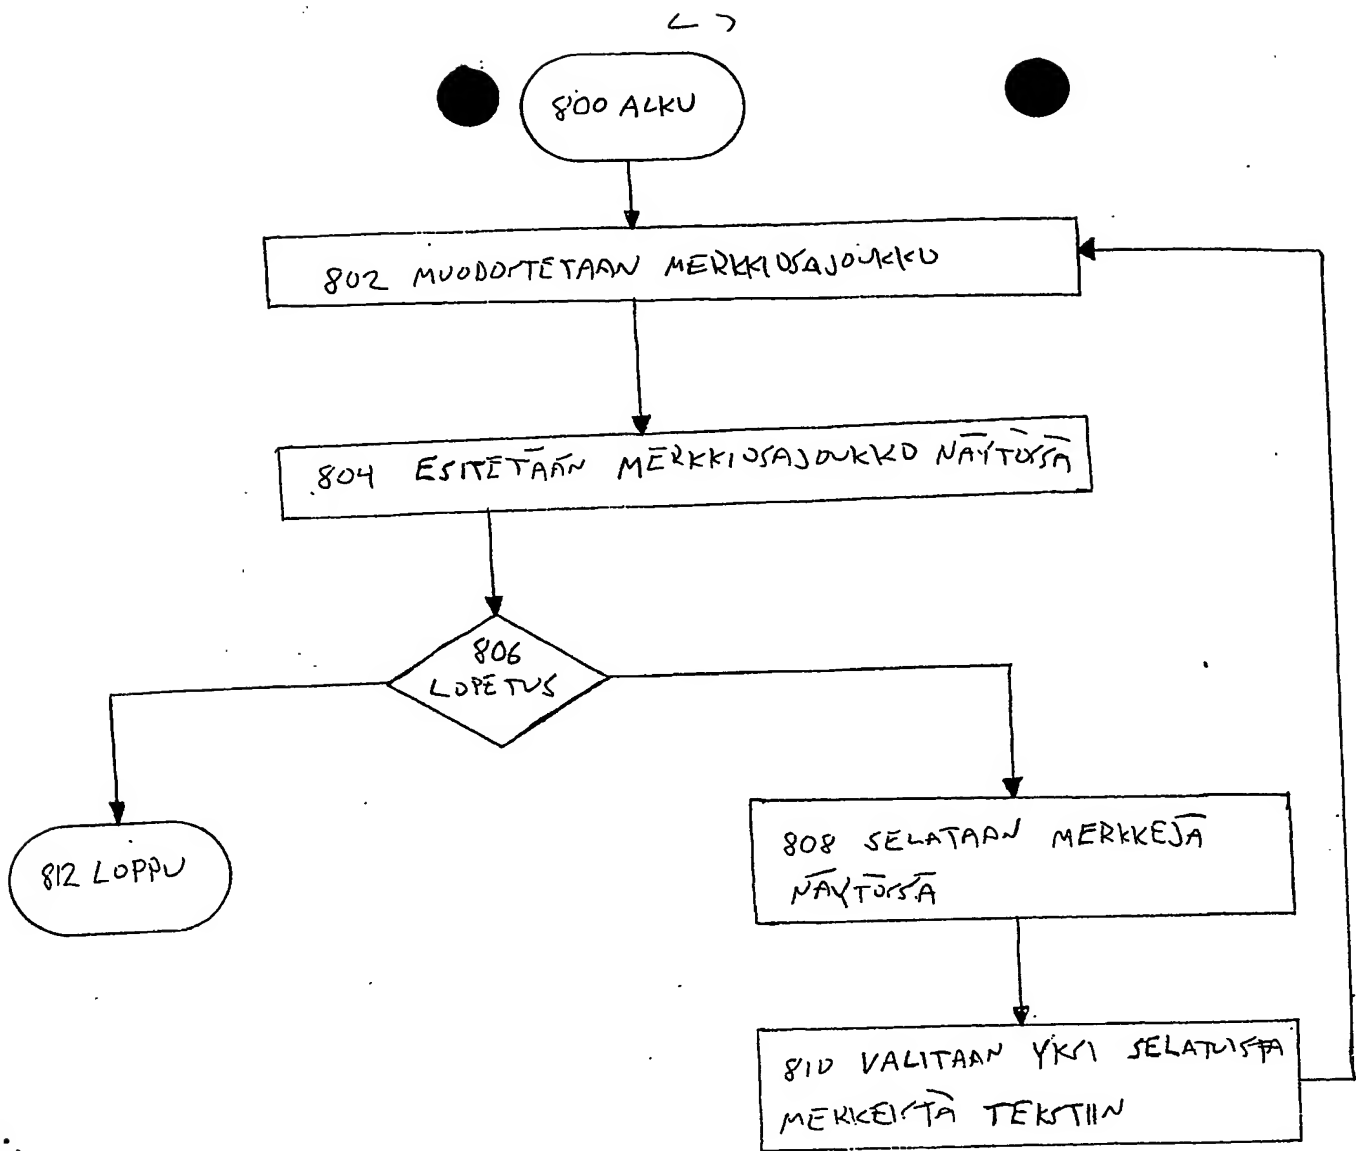 800 ALKU
802 MUODOSTETAAN MERKKIOSAJOUKKO
804 ESITETÄÄN MERKKIOSAJOUKKO NÄYTÖSSÄ
806
LOPETUS
812 LOPPU
808 SELATAAN MERKKEJÄ
NÄYTÖSSÄ
810 VALITAAN YKSI SELATUISTA
MERKEISTÄ TEKSTIIN